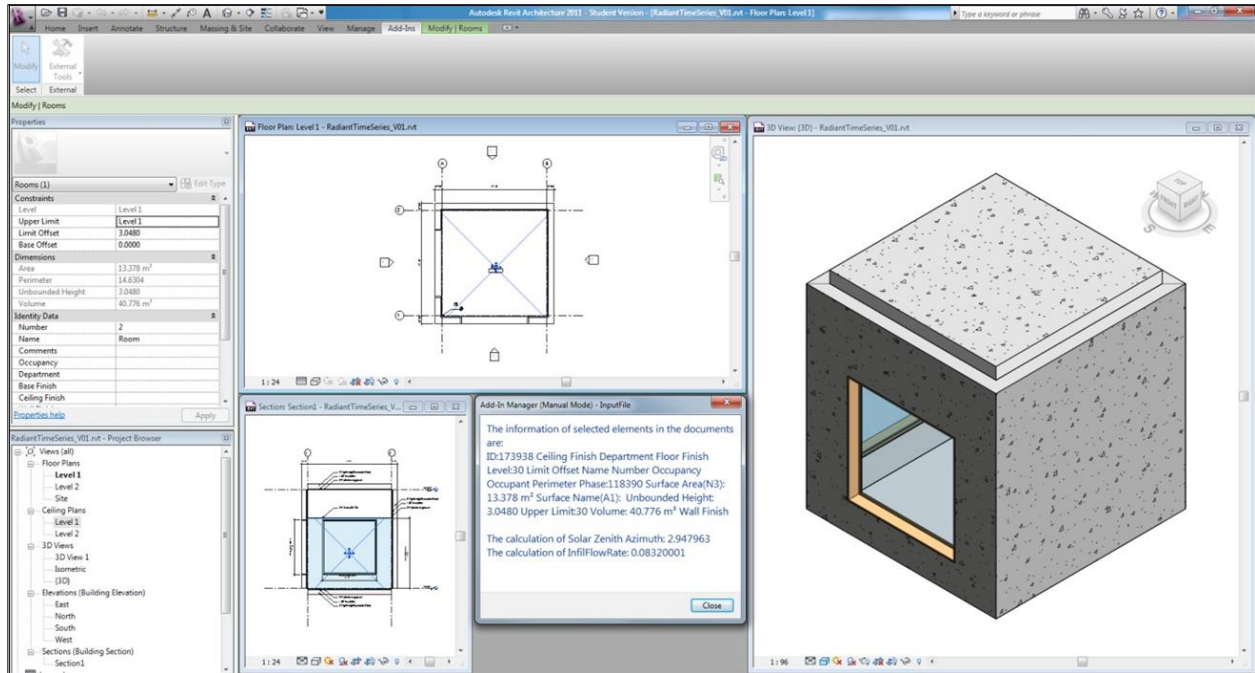 Autodesk Revit Architecture 2011 - Student Version - [RadiantTimeSeries_V01.rvt - Floor Plan: Level 1]
Type a keyword or phrase
Home Insert Annotate Structure Massing & Site Collaborate View Manage Add-Ins Modify | Rooms
Modify
External Tools
Select External
Modify | Rooms
Properties
Rooms (1) Edit Type
Constraints
Level Level 1
Upper Limit Level 1
Limit Offset 3.0480
Base Offset 0.0000
Dimensions
Area 13.378 m²
Perimeter 14.6304
Unbounded Height 3.0480
Volume 40.776 m³
Identity Data
Number 2
Name Room
Comments
Occupancy
Department
Base Finish
Ceiling Finish
Properties help Apply
RadiantTimeSeries_V01.rvt - Project Browser
Views (all)
Floor Plans
Level 1
Level 2
Site
Ceiling Plans
Level 1
Level 2
3D Views
3D View 1
Isometric
{3D}
Elevations (Building Elevation)
East
North
South
West
Sections (Building Section)
Section1
Floor Plan: Level 1 - RadiantTimeSeries_V01.rvt
1 : 24
Section: Section1 - RadiantTimeSeries_V...
1 : 24
Add-In Manager (Manual Mode) - InputFile
The information of selected elements in the documents
are:
ID:173938 Ceiling Finish Department Floor Finish
Level:30 Limit Offset Name Number Occupancy
Occupant Perimeter Phase:118390 Surface Area(N3):
13.378 m² Surface Name(A1): Unbounded Height:
3.0480 Upper Limit:30 Volume: 40.776 m³ Wall Finish
The calculation of Solar Zenith Azimuth: 2.947963
The calculation of InfilFlowRate: 0.08320001
Close
3D View: {3D} - RadiantTimeSeries_V01.rvt
TOP
FRONT
RIGHT
S
E
1 : 96